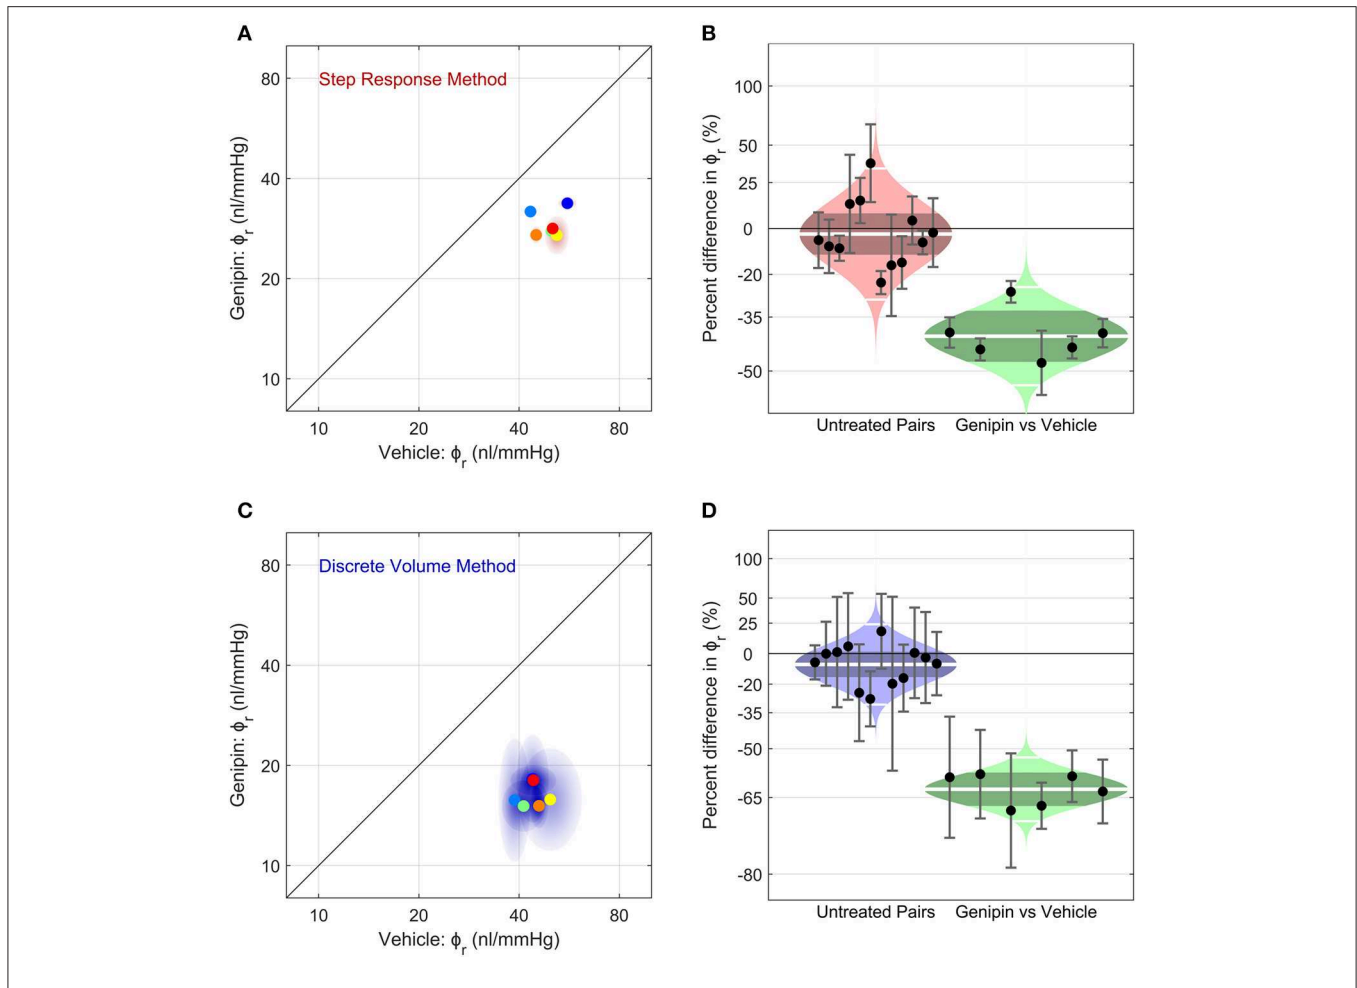 A
Step Response Method
80
40
20
10
10 20 40 80
Genipin: ϕr (nl/mmHg)
Vehicle: ϕr (nl/mmHg)
B
100
50
25
0
-20
-35
-50
Percent difference in ϕr (%)
Untreated Pairs Genipin vs Vehicle
C
Discrete Volume Method
80
40
20
10
10 20 40 80
Genipin: ϕr (nl/mmHg)
Vehicle: ϕr (nl/mmHg)
D
100
50
25
0
-20
-35
-50
-65
-80
Percent difference in ϕr (%)
Untreated Pairs Genipin vs Vehicle